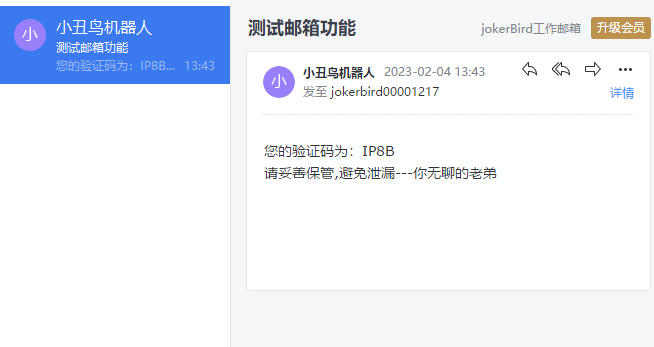 小
小丑鸟机器人
测试邮箱功能
您的验证码为：IP8B... 13:43
测试邮箱功能
jokerBird工作邮箱 升级会员
小
小丑鸟机器人 2023-02-04 13:43
发至 jokerbird00001217
详情
您的验证码为：IP8B
请妥善保管,避免泄漏---你无聊的老弟